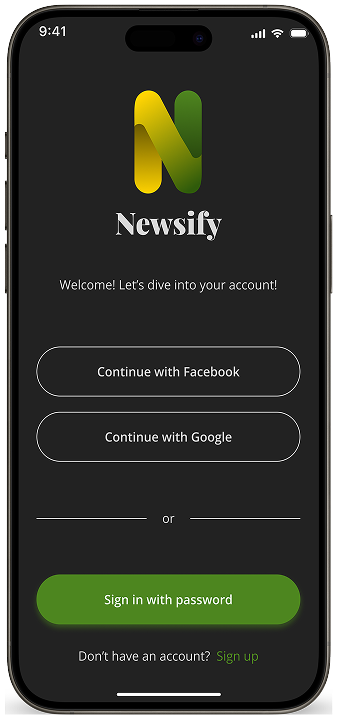 9:41
Newsify
Welcome! Let’s dive into your account!
Continue with Facebook
Continue with Google
or
Sign in with password
Don’t have an account? Sign up